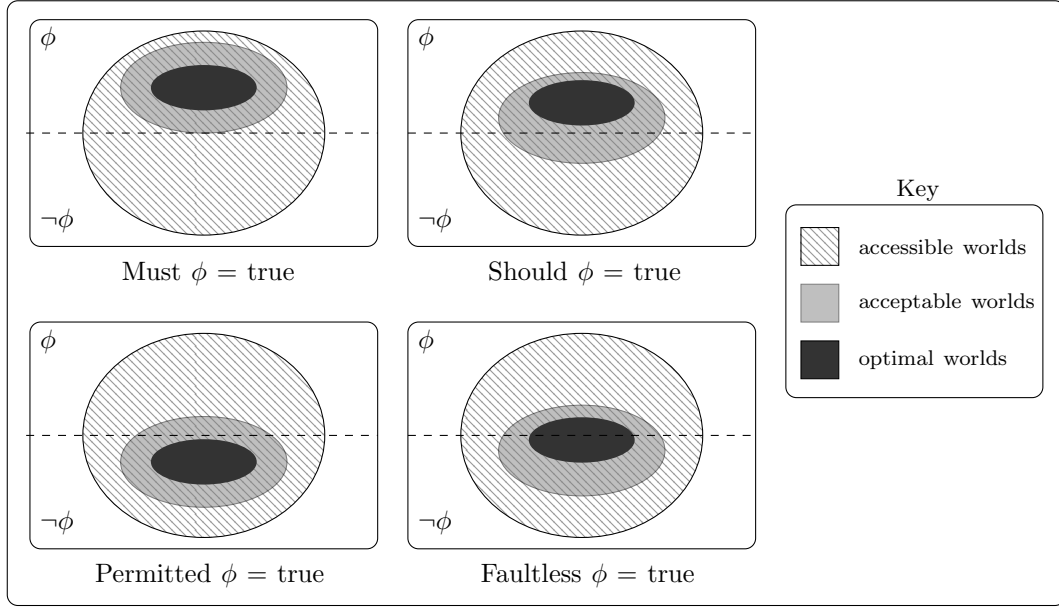 ϕ
¬ϕ
Must ϕ = true
ϕ
¬ϕ
Should ϕ = true
ϕ
¬ϕ
Permitted ϕ = true
ϕ
¬ϕ
Faultless ϕ = true
Key
accessible worlds
acceptable worlds
optimal worlds